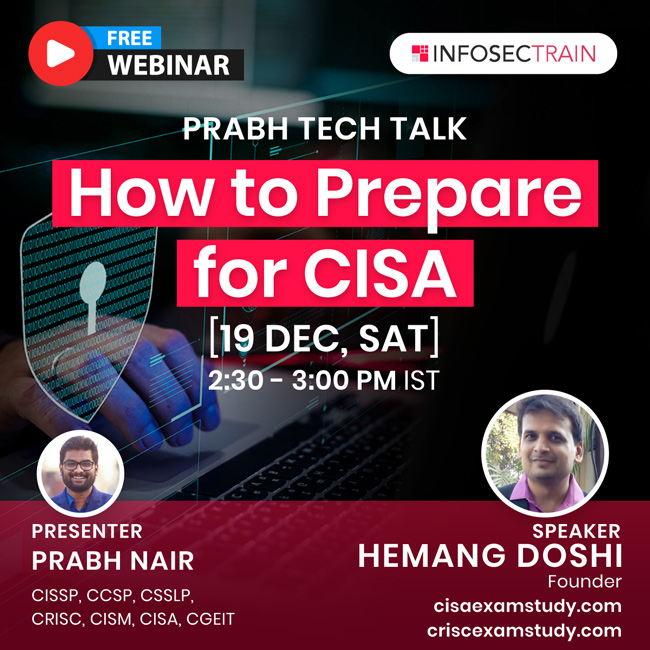 FREE
WEBINAR
INFOSECTRAIN
PRABH TECH TALK
How to Prepare
for CISA
[19 DEC, SAT]
2:30 - 3:00 PM IST
PRESENTER
PRABH NAIR
CISSP, CCSP, CSSLP,
CRISC, CISM, CISA, CGEIT
SPEAKER
HEMANG DOSHI
Founder
cisaexamstudy.com
criscexamstudy.com